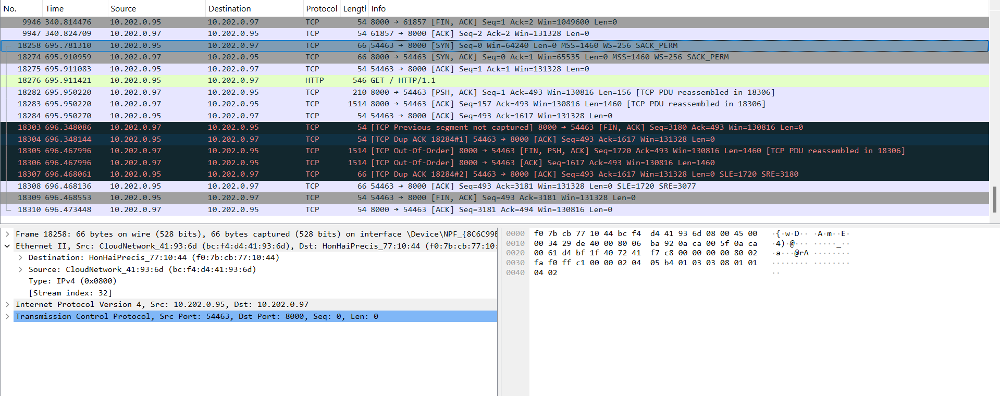 No. Time Source Destination Protocol Length Info
9946 340.814476 10.202.0.95 10.202.0.97 TCP 54 8000 → 61857 [FIN, ACK] Seq=1 Ack=2 Win=1049600 Len=0
9947 340.824709 10.202.0.97 10.202.0.95 TCP 54 61857 → 8000 [ACK] Seq=2 Ack=2 Win=131328 Len=0
18258 695.781310 10.202.0.95 10.202.0.97 TCP 66 54463 → 8000 [SYN] Seq=0 Win=64240 Len=0 MSS=1460 WS=256 SACK_PERM
18274 695.910959 10.202.0.97 10.202.0.95 TCP 66 8000 → 54463 [SYN, ACK] Seq=0 Ack=1 Win=65535 Len=0 MSS=1460 WS=256 SACK_PERM
18275 695.911083 10.202.0.95 10.202.0.97 TCP 54 54463 → 8000 [ACK] Seq=1 Ack=1 Win=131328 Len=0
18276 695.911421 10.202.0.95 10.202.0.97 HTTP 546 GET / HTTP/1.1
18282 695.950220 10.202.0.97 10.202.0.95 TCP 210 8000 → 54463 [PSH, ACK] Seq=1 Ack=493 Win=130816 Len=156 [TCP PDU reassembled in 18306]
18283 695.950220 10.202.0.97 10.202.0.95 TCP 1514 8000 → 54463 [ACK] Seq=157 Ack=493 Win=130816 Len=1460 [TCP PDU reassembled in 18306]
18284 695.950270 10.202.0.95 10.202.0.97 TCP 54 54463 → 8000 [ACK] Seq=493 Ack=1617 Win=131328 Len=0
18303 696.348086 10.202.0.97 10.202.0.95 TCP 54 [TCP Previous segment not captured] 8000 → 54463 [FIN, ACK] Seq=3180 Ack=493 Win=130816 Len=0
18304 696.348144 10.202.0.95 10.202.0.97 TCP 54 [TCP Dup ACK 18284#1] 54463 → 8000 [ACK] Seq=493 Ack=1617 Win=131328 Len=0
18305 696.467996 10.202.0.97 10.202.0.95 TCP 1514 [TCP Out-Of-Order] 8000 → 54463 [FIN, PSH, ACK] Seq=1720 Ack=493 Win=130816 Len=1460 [TCP PDU reassembled in 18306]
18306 696.467996 10.202.0.97 10.202.0.95 TCP 1514 [TCP Out-Of-Order] 8000 → 54463 [ACK] Seq=1617 Ack=493 Win=130816 Len=1460
18307 696.468061 10.202.0.95 10.202.0.97 TCP 66 [TCP Dup ACK 18284#2] 54463 → 8000 [ACK] Seq=493 Ack=1617 Win=131328 Len=0 SLE=1720 SRE=3180
18308 696.468136 10.202.0.95 10.202.0.97 TCP 66 54463 → 8000 [ACK] Seq=493 Ack=3181 Win=131328 Len=0 SLE=1720 SRE=3077
18309 696.468553 10.202.0.95 10.202.0.97 TCP 54 54463 → 8000 [FIN, ACK] Seq=493 Ack=3181 Win=131328 Len=0
18310 696.473448 10.202.0.97 10.202.0.95 TCP 54 8000 → 54463 [ACK] Seq=3181 Ack=494 Win=130816 Len=0
Frame 18258: 66 bytes on wire (528 bits), 66 bytes captured (528 bits) on interface \Device\NPF_{8C6C99E
Ethernet II, Src: CloudNetwork_41:93:6d (bc:f4:d4:41:93:6d), Dst: HonHaiPrecis_77:10:44 (f0:7b:cb:77:10:
Destination: HonHaiPrecis_77:10:44 (f0:7b:cb:77:10:44)
Source: CloudNetwork_41:93:6d (bc:f4:d4:41:93:6d)
Type: IPv4 (0x0800)
[Stream index: 32]
Internet Protocol Version 4, Src: 10.202.0.95, Dst: 10.202.0.97
Transmission Control Protocol, Src Port: 54463, Dst Port: 8000, Seq: 0, Len: 0
0000 f0 7b cb 77 10 44 bc f4 d4 41 93 6d 08 00 45 00 ·{·wD·· ·A·m··E·
0010 00 34 29 de 40 00 80 06 ba 92 0a ca 00 5f 0a ca ·4)·@··· ·····_··
0020 00 61 d4 bf 1f 40 72 41 f7 c8 00 00 00 00 80 02 ·a···@rA ········
0030 fa f0 ff c1 00 00 02 04 05 b4 01 03 03 08 01 01 ········ ········
0040 04 02 ··